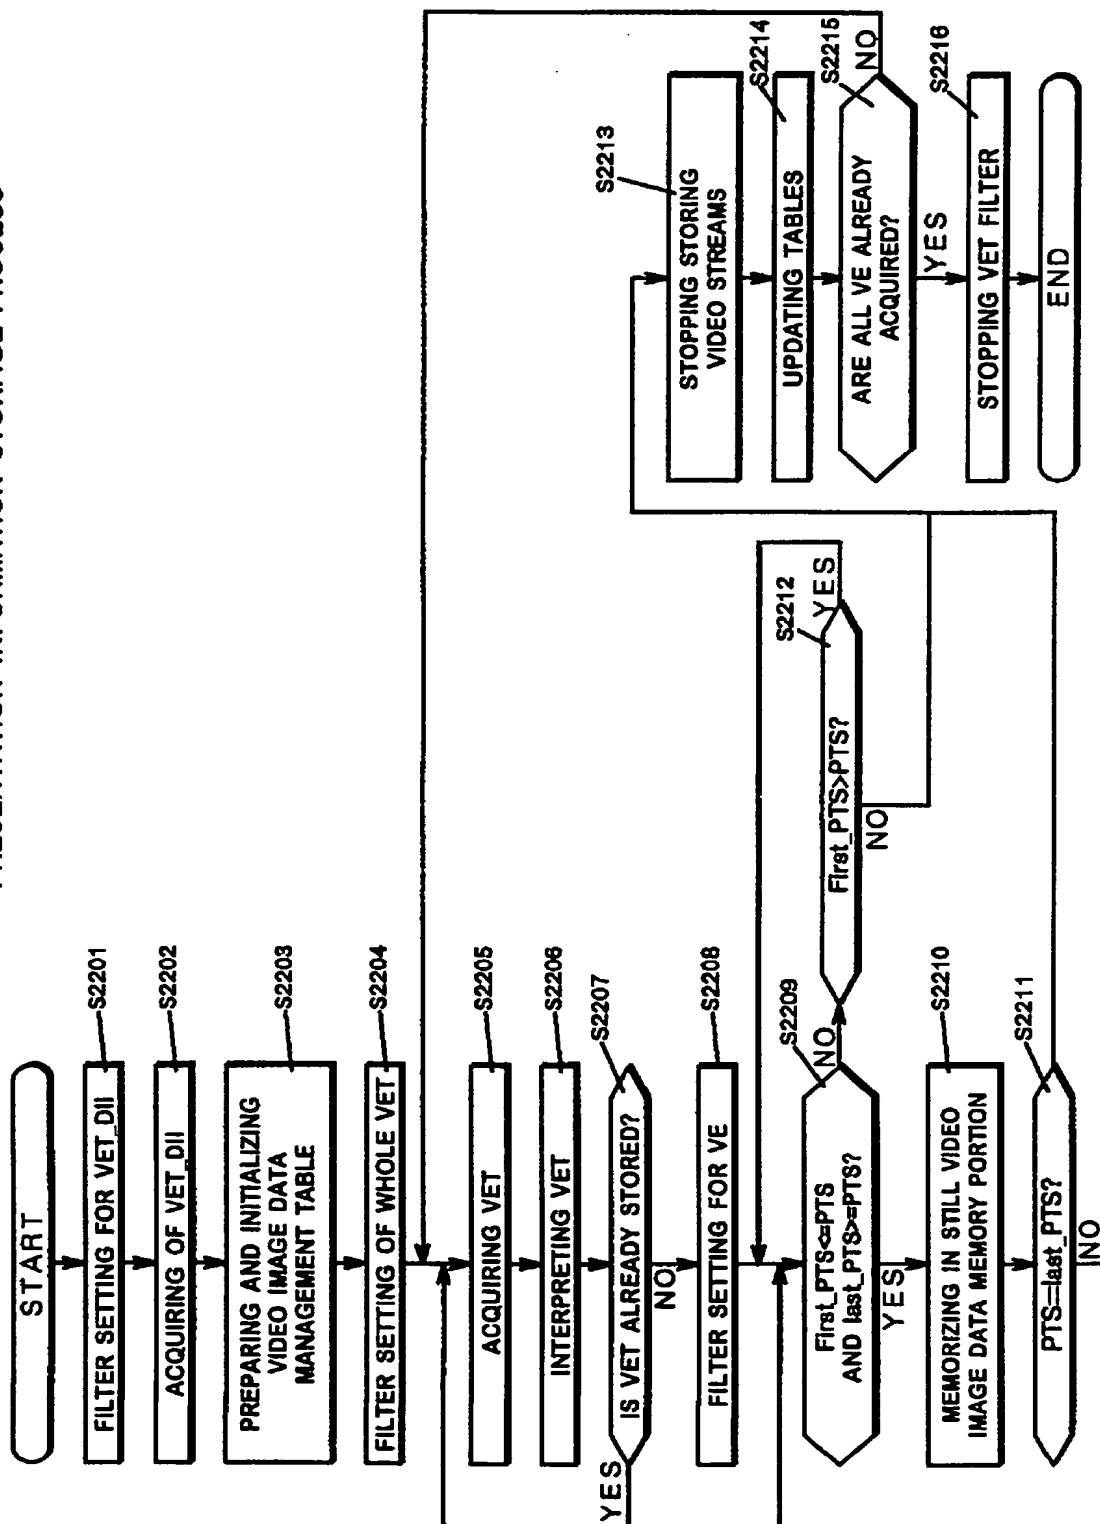 START
S2201
FILTER SETTING FOR VET_DII
S2202
ACQUIRING OF VET_DII
S2203
PREPARING AND INITIALIZING
VIDEO IMAGE DATA
MANAGEMENT TABLE
S2204
FILTER SETTING OF WHOLE VET
S2205
ACQUIRING VET
S2206
INTERPRETING VET
S2207
IS VET ALREADY STORED?
YES
NO
S2208
FILTER SETTING FOR VE
S2209
First_PTS<=PTS
AND last_PTS>=PTS?
NO
YES
S2210
MEMORIZING IN STILL VIDEO
IMAGE DATA MEMORY PORTION
S2211
PTS=last_PTS?
NO
S2212
First_PTS>PTS?
YES
NO
S2213
STOPPING STORING
VIDEO STREAMS
S2214
UPDATING TABLES
S2215
ARE ALL VE ALREADY
ACQUIRED?
NO
YES
S2216
STOPPING VET FILTER
END